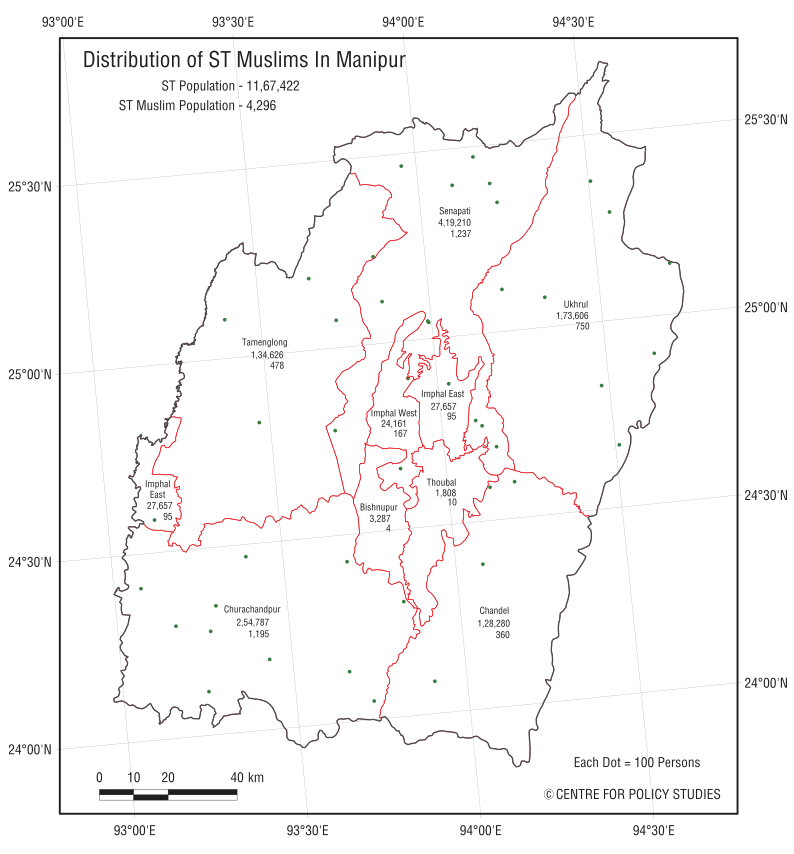 93°00'E 93°30'E 94°00'E 94°30'E
Distribution of ST Muslims In Manipur
ST Population - 11,67,422
ST Muslim Population - 4,296
25°30'N
25°30'N
Senapati
4,19,210
1,237
Ukhrul
1,73,606
750
25°00'N
Tamenglong
1,34,626
478
25°00'N
Imphal East
27,657
95
Imphal West
24,161
167
Imphal
East
27,657
95
Thoubal
1,808
10
24°30'N
Bishnupur
3,287
4
24°30'N
Churachandpur
2,54,787
1,195
Chandel
1,28,280
360
24°00'N
24°00'N
Each Dot = 100 Persons
0 10 20 40 km
© CENTRE FOR POLICY STUDIES
93°00'E 93°30'E 94°00'E 94°30'E